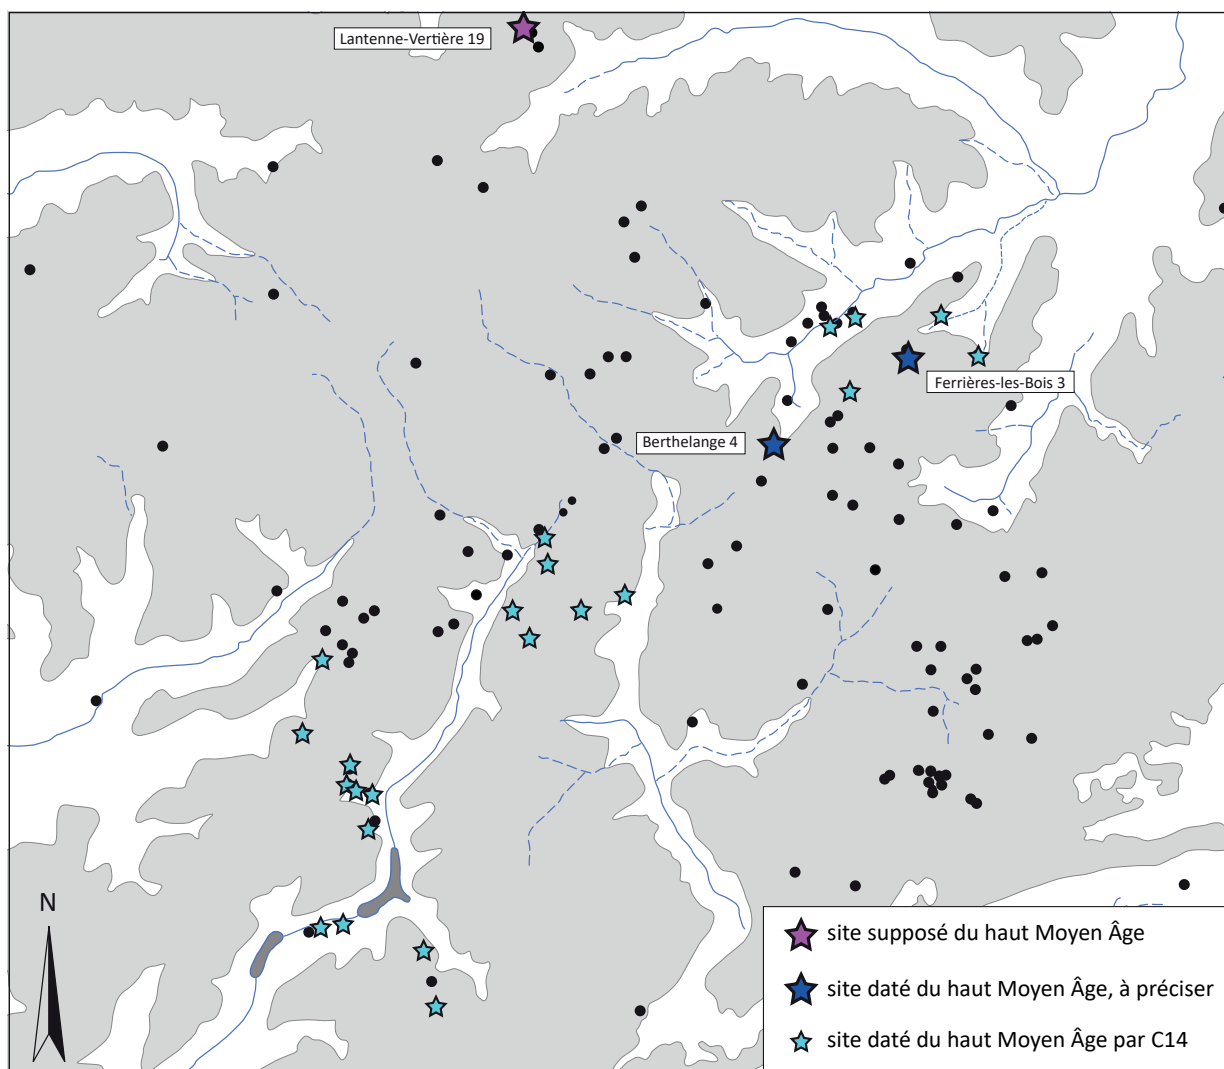 Lantenne-Vertière 19
Ferrières-les-Bois 3
Berthelange 4
N
site supposé du haut Moyen Âge
site daté du haut Moyen Âge, à préciser
site daté du haut Moyen Âge par C14